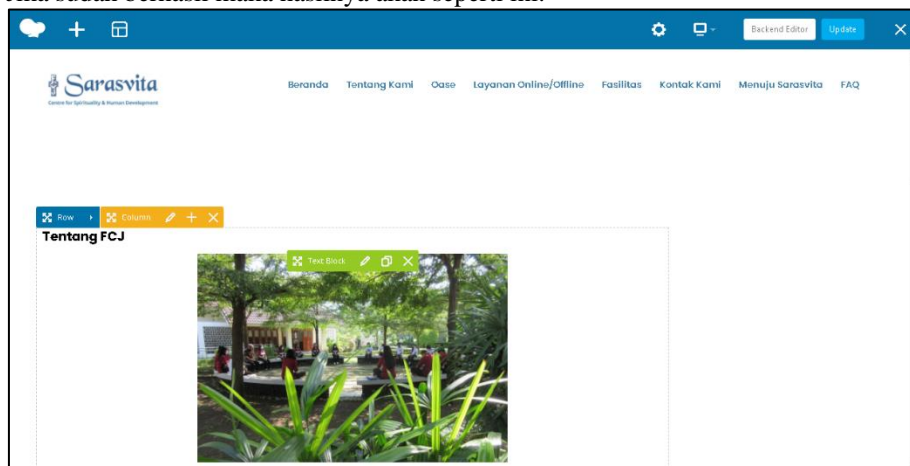 Jika sudah berhasil maka hasilnya akan seperti ini:
Backend Editor Update
Sarasvita
Centre for Spirituality & Human Development
Beranda Tentang Kami Oase Layanan Online/Offline Fasilitas Kontak Kami Menuju Sarasvita FAQ
Row Column
Tentang FCJ
Text Block